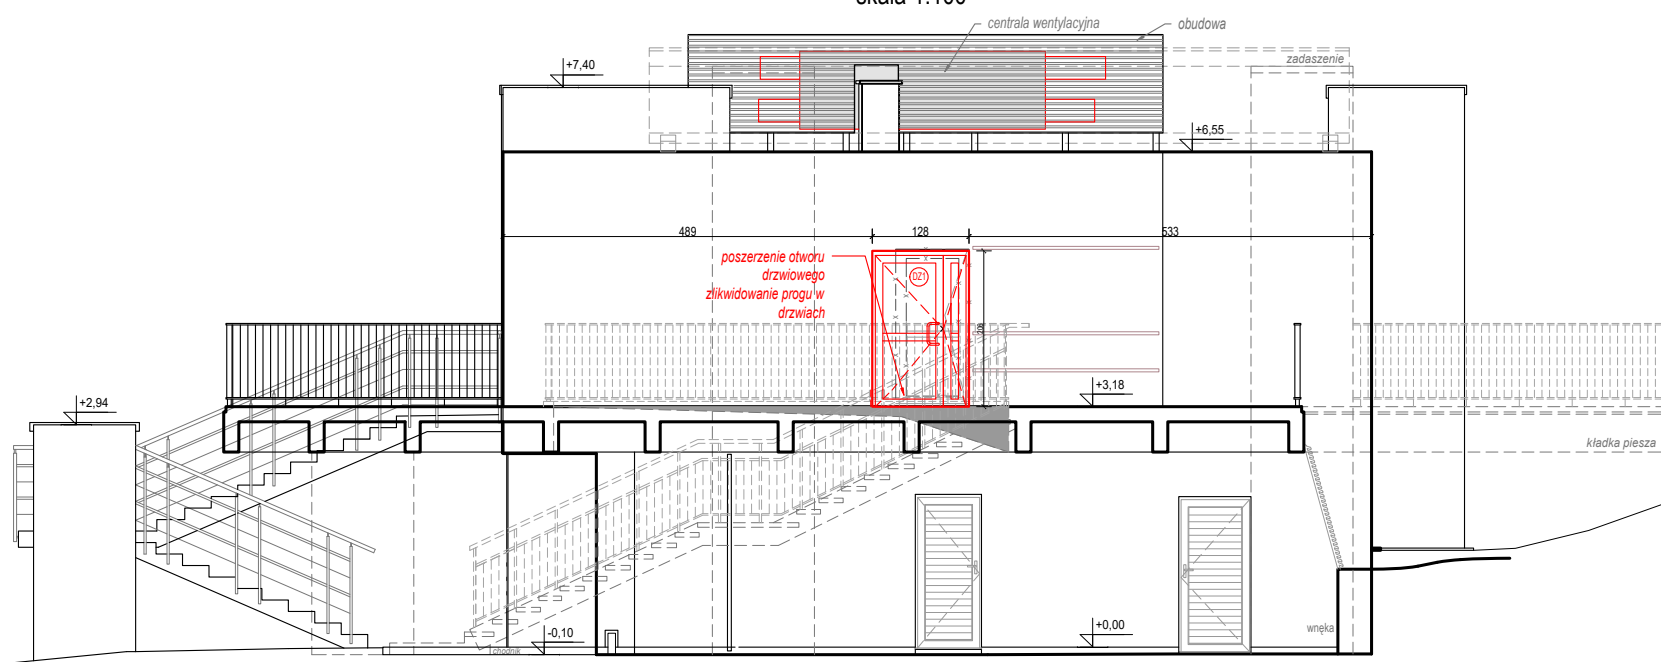 skala 1:100
centrala wentylacyjna
obudowa
zadaszenie
+7,40
+6,55
489
128
533
poszerzenie otworu
drzwiowego
zlikwidowanie progu w
drzwiach
DZ1
+3,18
+2,94
kładka piesza
-0,10
+0,00
wnęka
chodnik